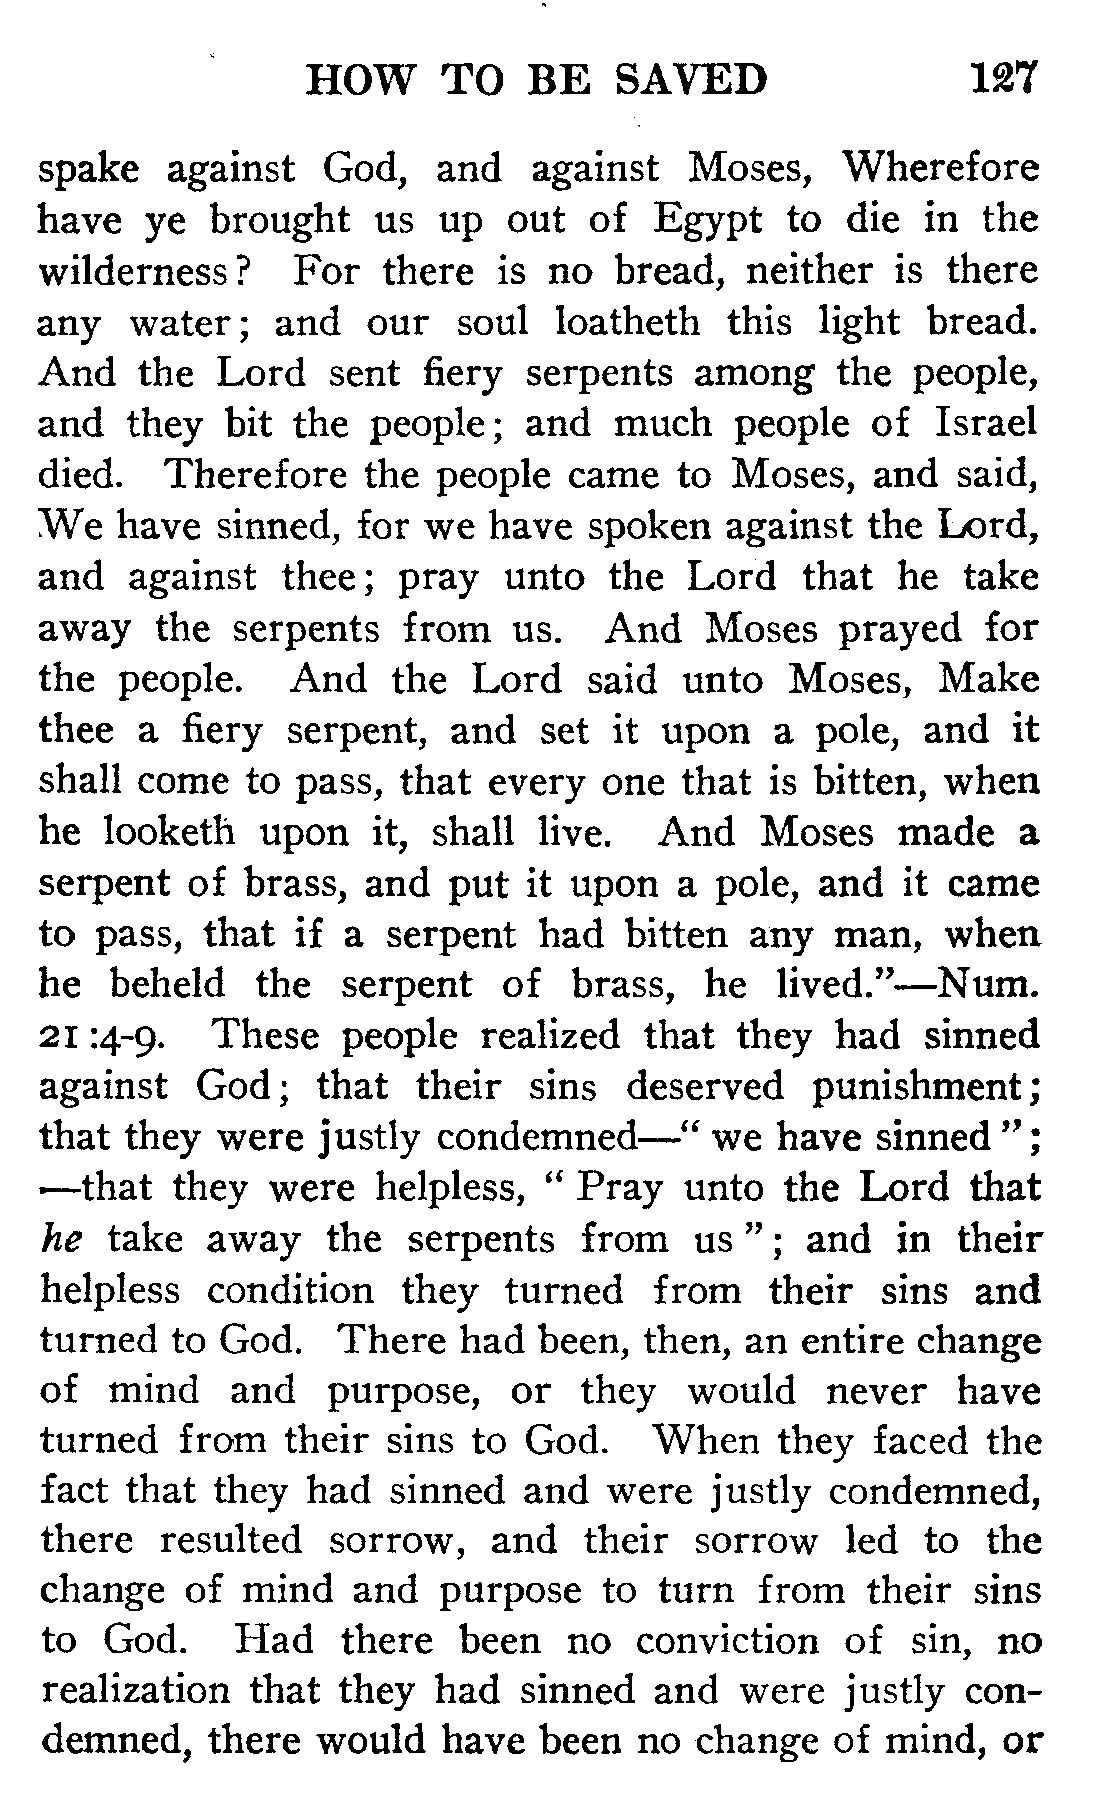 HOW TO BE SAVED 127
spake against God, and against Moses, Wherefore
have ye brought us up out of Egypt to die in the
wilderness? For there is no bread, neither is there
any water; and our soul loatheth this light bread.
And the Lord sent fiery serpents among the people,
and they bit the people; and much people of Israel
died. Therefore the people came to Moses, and said,
We have sinned, for we have spoken against the Lord,
and against thee; pray unto the Lord that he take
away the serpents from us. And Moses prayed for
the people. And the Lord said unto Moses, Make
thee a fiery serpent, and set it upon a pole, and it
shall come to pass, that every one that is bitten, when
he looketh upon it, shall live. And Moses made a
serpent of brass, and put it upon a pole, and it came
to pass, that if a serpent had bitten any man, when
he beheld the serpent of brass, he lived."—Num.
21:4-9. These people realized that they had sinned
against God; that their sins deserved punishment;
that they were justly condemned—"we have sinned";
—that they were helpless, "Pray unto the Lord that
he take away the serpents from us"; and in their
helpless condition they turned from their sins and
turned to God. There had been, then, an entire change
of mind and purpose, or they would never have
turned from their sins to God. When they faced the
fact that they had sinned and were justly condemned,
there resulted sorrow, and their sorrow led to the
change of mind and purpose to turn from their sins
to God. Had there been no conviction of sin, no
realization that they had sinned and were justly con-
demned, there would have been no change of mind, or